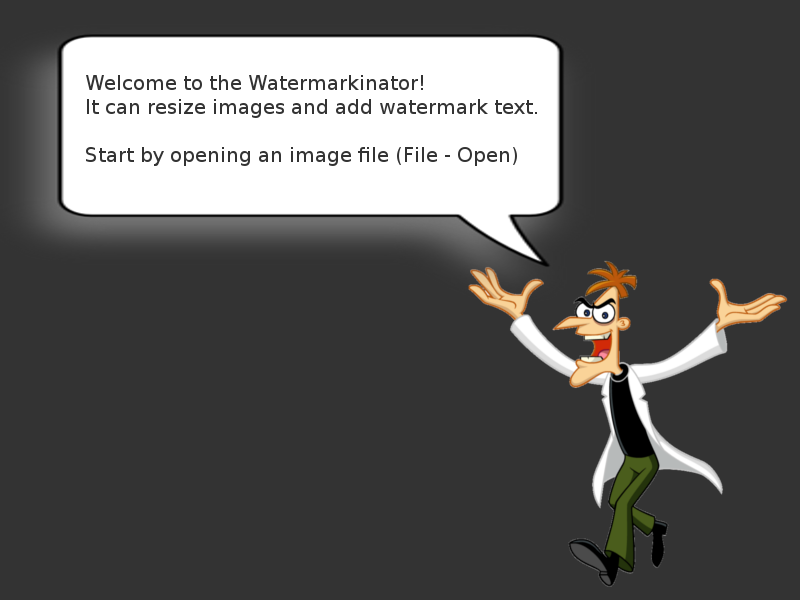 Welcome to the Watermarkinator!
It can resize images and add watermark text.
Start by opening an image file (File - Open)